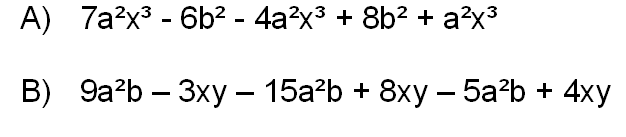 A) 7a²x³ - 6b² - 4a²x³ + 8b² + a²x³
B) 9a²b – 3xy – 15a²b + 8xy – 5a²b + 4xy